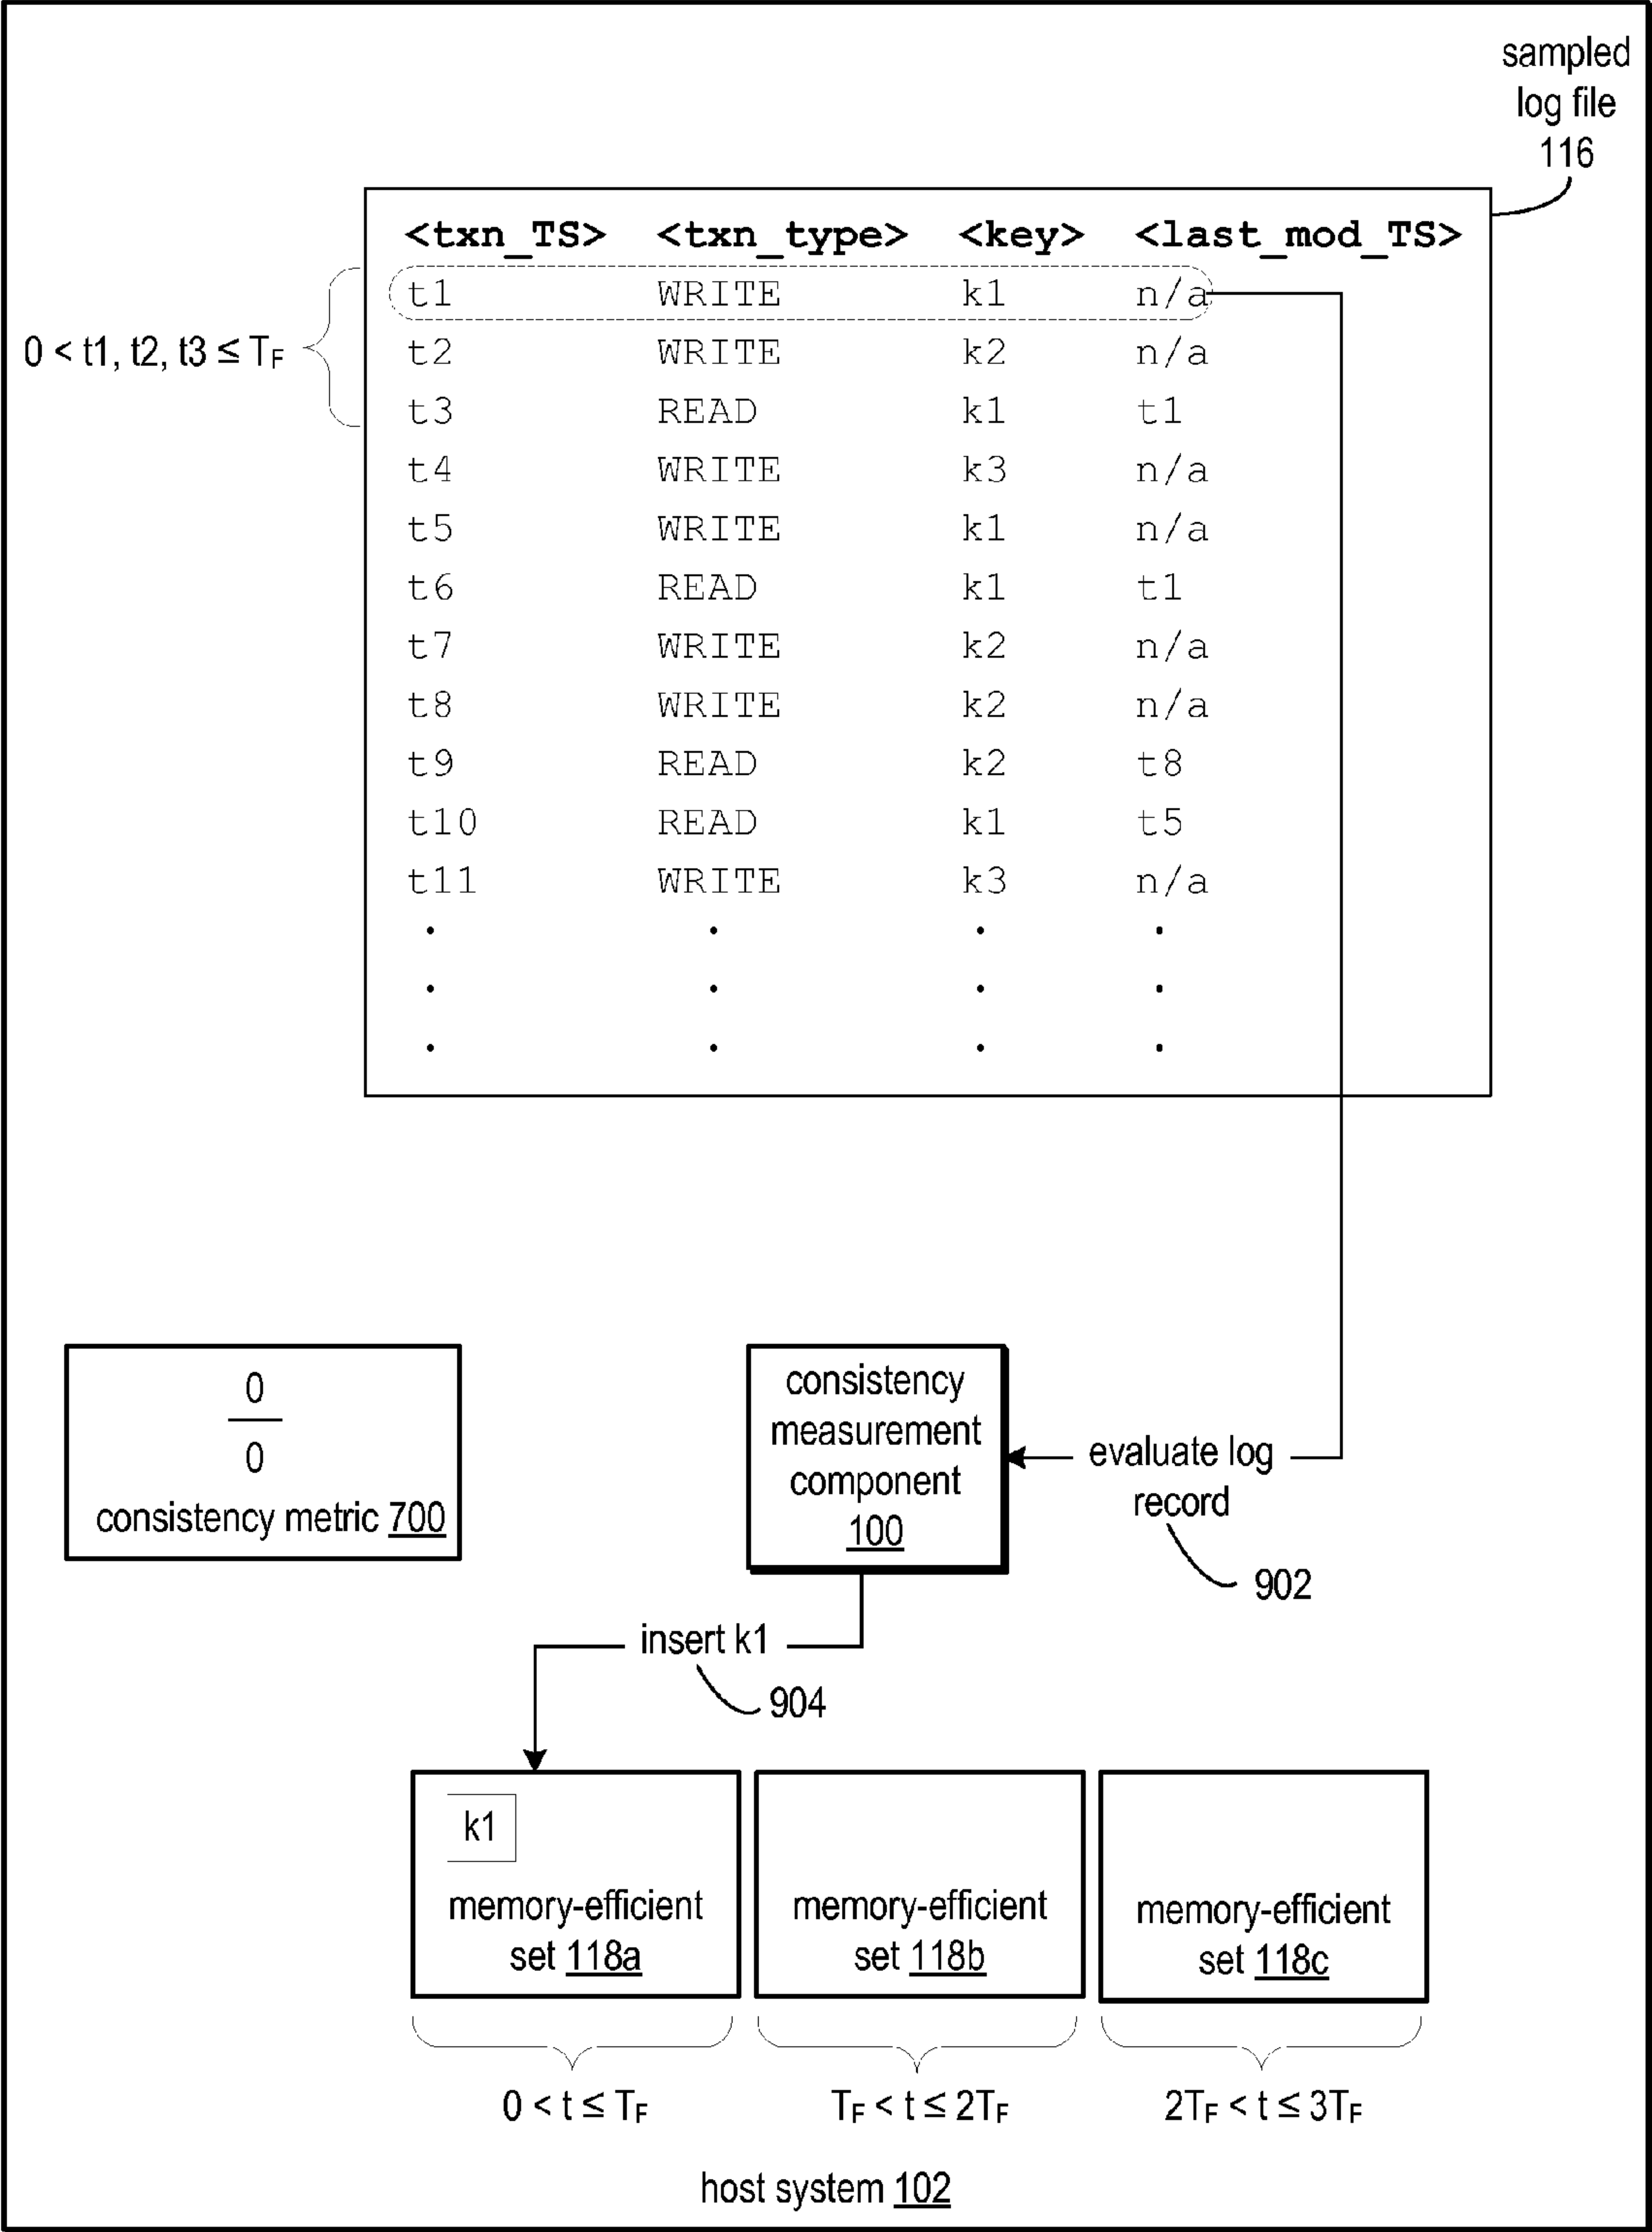 sampled
log file
116
<txn_TS> <txn_type> <key> <last_mod_TS>
t1 WRITE k1 n/a
0 < t1, t2, t3 ≤ TF
t2 WRITE k2 n/a
t3 READ k1 t1
t4 WRITE k3 n/a
t5 WRITE k1 n/a
t6 READ k1 t1
t7 WRITE k2 n/a
t8 WRITE k2 n/a
t9 READ k2 t8
t10 READ k1 t5
t11 WRITE k3 n/a
. . . .
. . . .
. . . .
0
0
consistency metric 700
consistency
measurement
component
100
evaluate log
record
902
insert k1
904
k1
memory-efficient
set 118a
memory-efficient
set 118b
memory-efficient
set 118c
0 < t ≤ TF
TF < t ≤ 2TF
2TF < t ≤ 3TF
host system 102